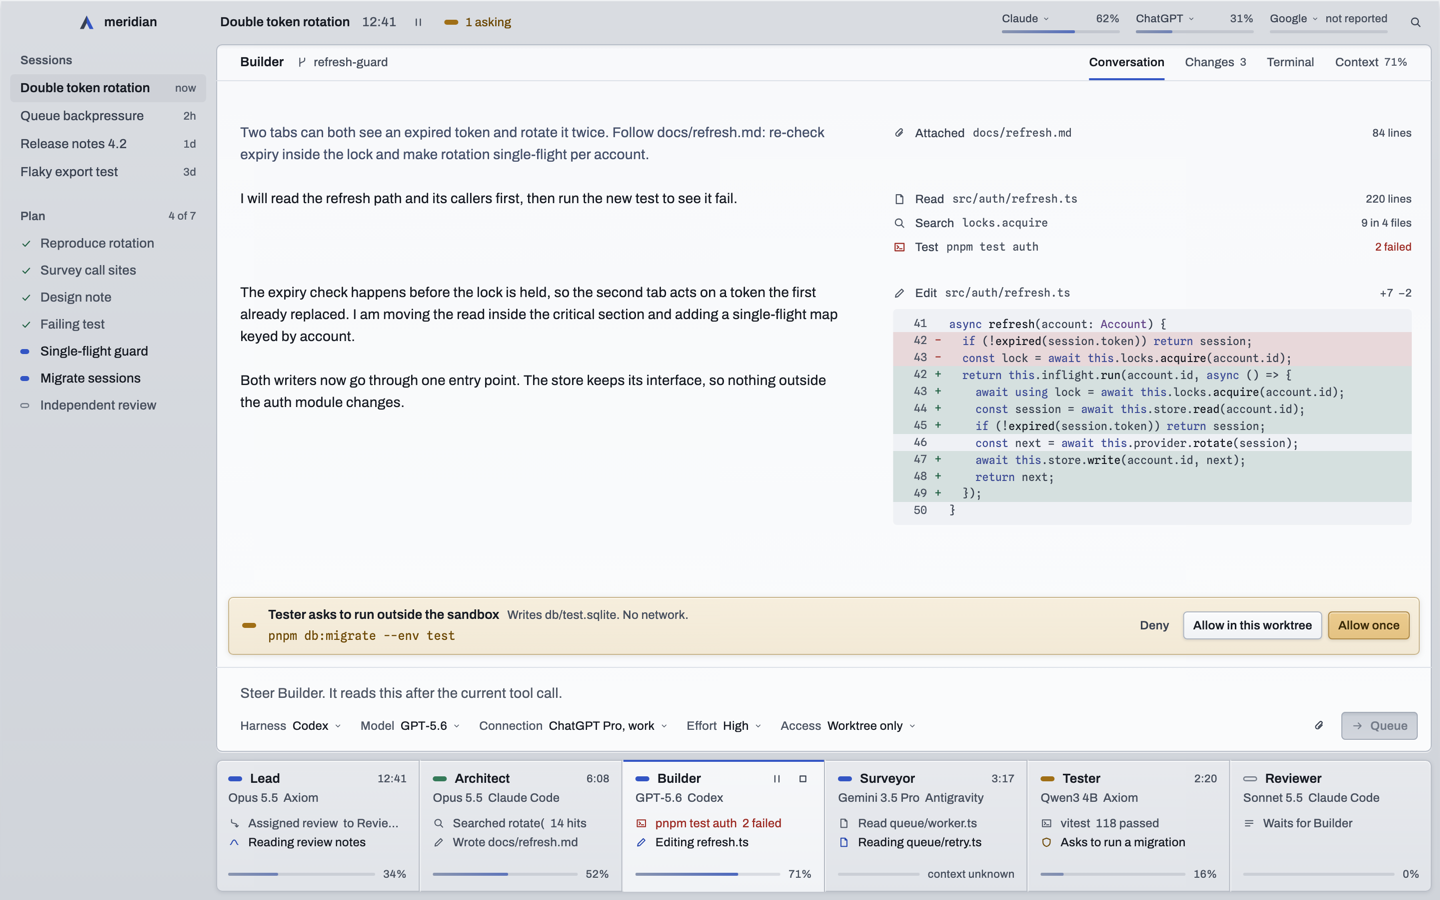 meridian
Double token rotation 12:41 1 asking
Claude 62% ChatGPT 31% Google not reported
Sessions
Double token rotation now
Queue backpressure 2h
Release notes 4.2 1d
Flaky export test 3d
Plan 4 of 7
Reproduce rotation
Survey call sites
Design note
Failing test
Single-flight guard
Migrate sessions
Independent review
Builder refresh-guard
Conversation Changes 3 Terminal Context 71%
Two tabs can both see an expired token and rotate it twice. Follow docs/refresh.md: re-check
expiry inside the lock and make rotation single-flight per account.
Attached docs/refresh.md 84 lines
I will read the refresh path and its callers first, then run the new test to see it fail.
Read src/auth/refresh.ts 220 lines
Search locks.acquire 9 in 4 files
Test pnpm test auth 2 failed
The expiry check happens before the lock is held, so the second tab acts on a token the first
already replaced. I am moving the read inside the critical section and adding a single-flight map
keyed by account.
Both writers now go through one entry point. The store keeps its interface, so nothing outside
the auth module changes.
Edit src/auth/refresh.ts +7 −2
41 async refresh(account: Account) {
42 − if (!expired(session.token)) return session;
43 − const lock = await this.locks.acquire(account.id);
42 + return this.inflight.run(account.id, async () => {
43 + await using lock = await this.locks.acquire(account.id);
44 + const session = await this.store.read(account.id);
45 + if (!expired(session.token)) return session;
46 const next = await this.provider.rotate(session);
47 + await this.store.write(account.id, next);
48 + return next;
49 + });
50 }
Tester asks to run outside the sandbox Writes db/test.sqlite. No network.
pnpm db:migrate --env test
Deny Allow in this worktree Allow once
Steer Builder. It reads this after the current tool call.
Harness Codex Model GPT-5.6 Connection ChatGPT Pro, work Effort High Access Worktree only
Queue
Lead 12:41
Opus 5.5 Axiom
Assigned review to Revie...
Reading review notes
34%
Architect 6:08
Opus 5.5 Claude Code
Searched rotate( 14 hits
Wrote docs/refresh.md
52%
Builder
GPT-5.6 Codex
pnpm test auth 2 failed
Editing refresh.ts
71%
Surveyor 3:17
Gemini 3.5 Pro Antigravity
Read queue/worker.ts
Reading queue/retry.ts
context unknown
Tester 2:20
Qwen3 4B Axiom
vitest 118 passed
Asks to run a migration
16%
Reviewer
Sonnet 5.5 Claude Code
Waits for Builder
0%